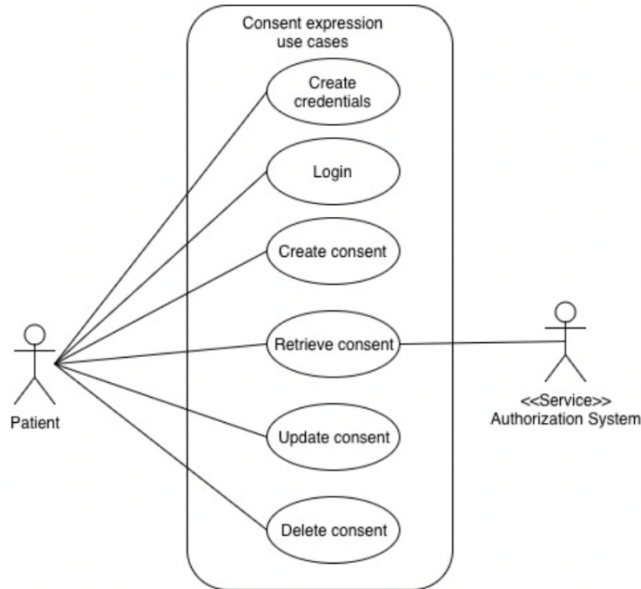 Consent expression
use cases
Create
credentials
Login
Create consent
Retrieve consent
Update consent
Delete consent
Patient
<<Service>>
Authorization System